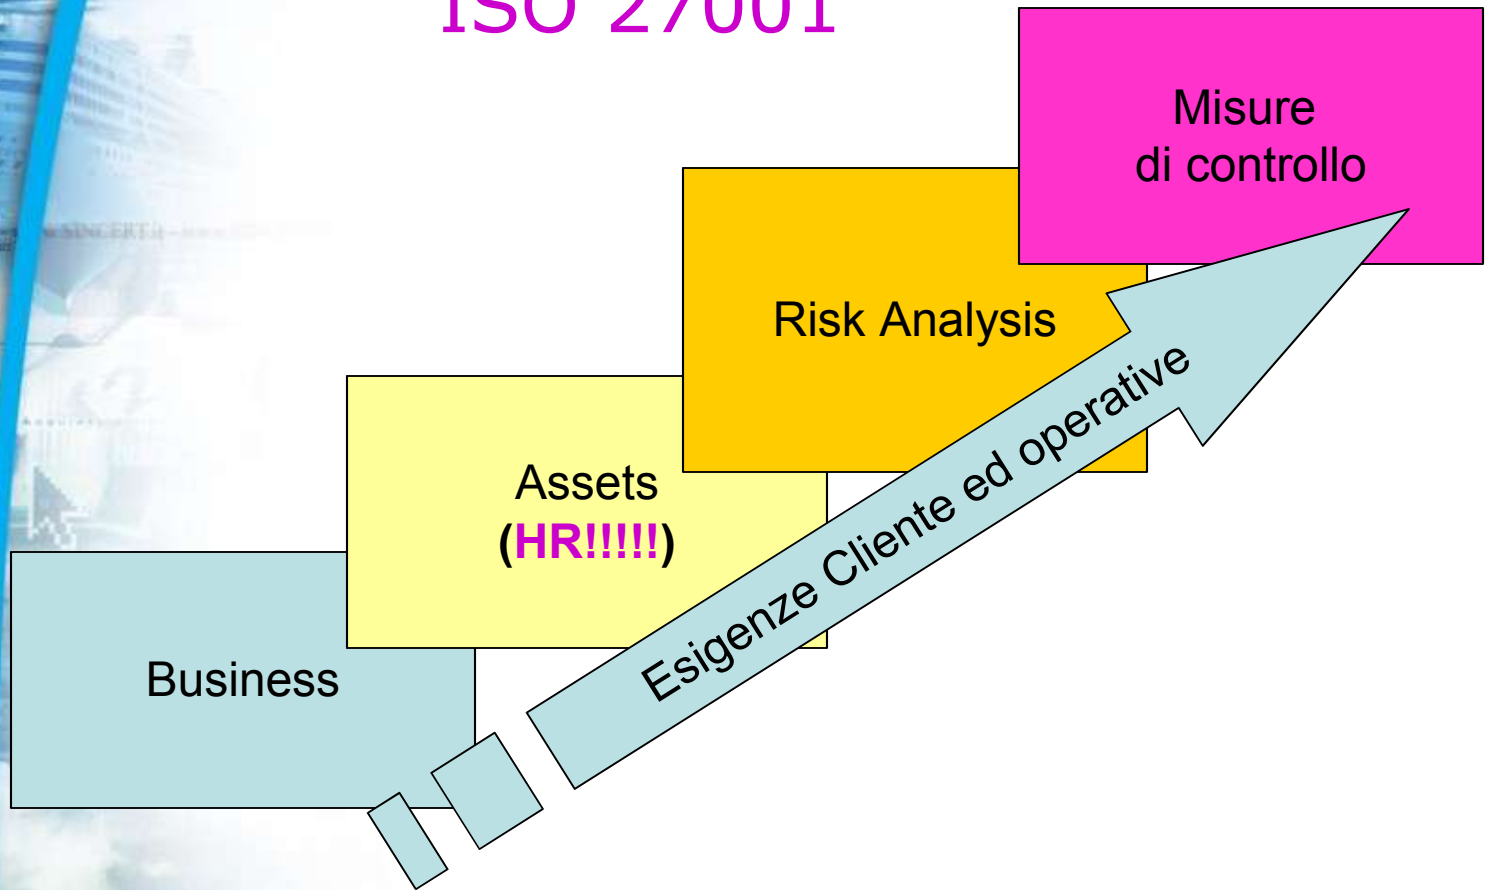 ISO 27001
Misure
di controllo
Risk Analysis
Assets
(HR!!!!!)
Business
Esigenze Cliente ed operative